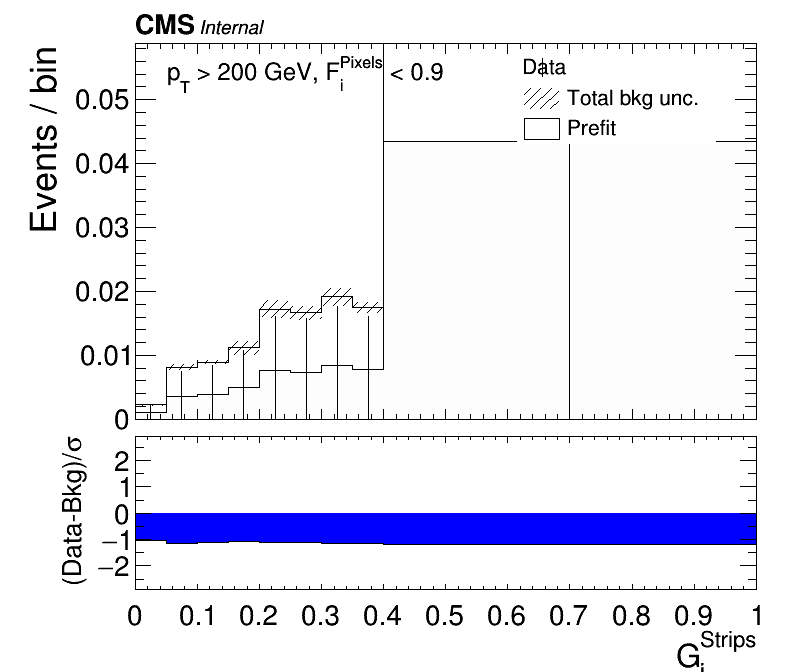 CMS Internal
p_T > 200 GeV, F_i^Pixels < 0.9
Data
Total bkg unc.
Prefit
Events / bin
0.05
0.04
0.03
0.02
0.01
0
(Data-Bkg)/σ
2
1
0
−1
−2
0 0.1 0.2 0.3 0.4 0.5 0.6 0.7 0.8 0.9 1
G_i^Strips